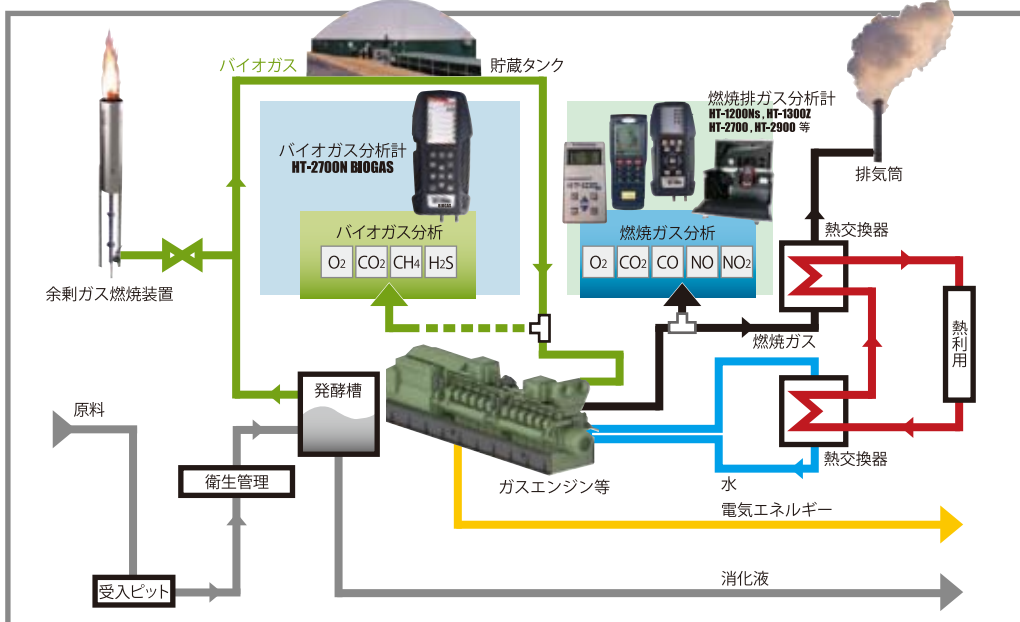 バイオガス
貯蔵タンク
バイオガス分析計
HT-2700N BIOGAS
燃焼排ガス分析計
HT-1200Ns , HT-1300Z
HT-2700 , HT-2900 等
排気筒
バイオガス分析
O2 CO2 CH4 H2S
燃焼ガス分析
O2 CO2 CO NO NO2
熱交換器
余剰ガス燃焼装置
燃焼ガス
熱利用
発酵槽
原料
衛生管理
ガスエンジン等
水
熱交換器
電気エネルギー
受入ピット
消化液